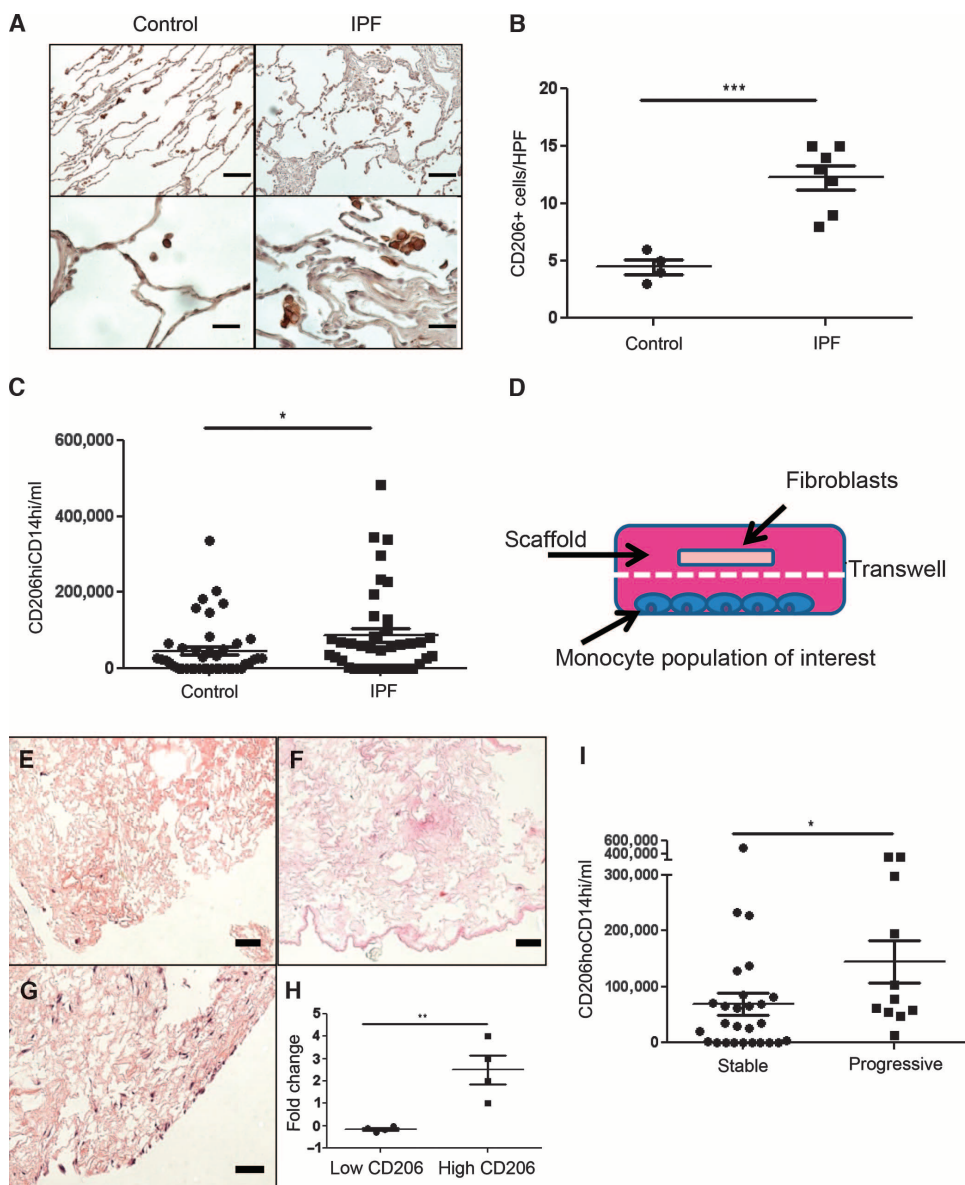 A
Control
IPF
B
20
15
10
5
0
CD206+ cells/HPF
***
Control
IPF
C
600,000
400,000
200,000
0
CD206hiCD14hi/ml
*
Control
IPF
D
Fibroblasts
Scaffold
Transwell
Monocyte population of interest
E
F
G
H
5
4
3
2
1
0
−1
Fold change
**
Low CD206
High CD206
I
600,000
400,000
300,000
200,000
100,000
0
CD206hoCD14hi/ml
*
Stable
Progressive